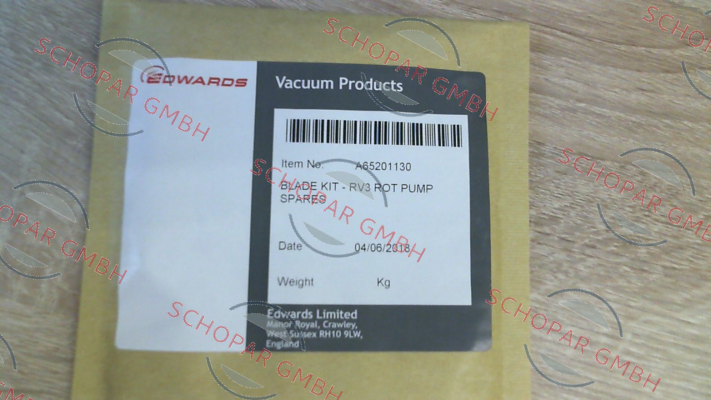 EDWARDS
Vacuum Products
Item No. A65201130
BLADE KIT - RV3 ROT PUMP
SPARES
Date 04/06/2018
Weight Kg
Edwards Limited
Manor Royal, Crawley,
West Sussex RH10 9LW,
England
SCHOPAR GMBH
SCHOPAR GMBH
SCHOPAR GMBH
SCHOPAR GMBH
SCHOPAR GMBH
SCHOPAR GMBH
SCHOPAR GMBH